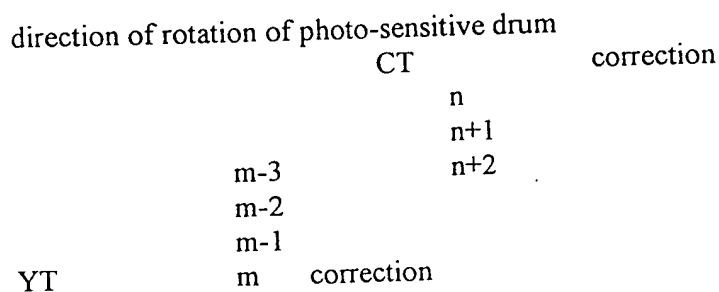 direction of rotation of photo-sensitive drum
CT correction
n
n+1
m-3 n+2
m-2
m-1
YT m correction